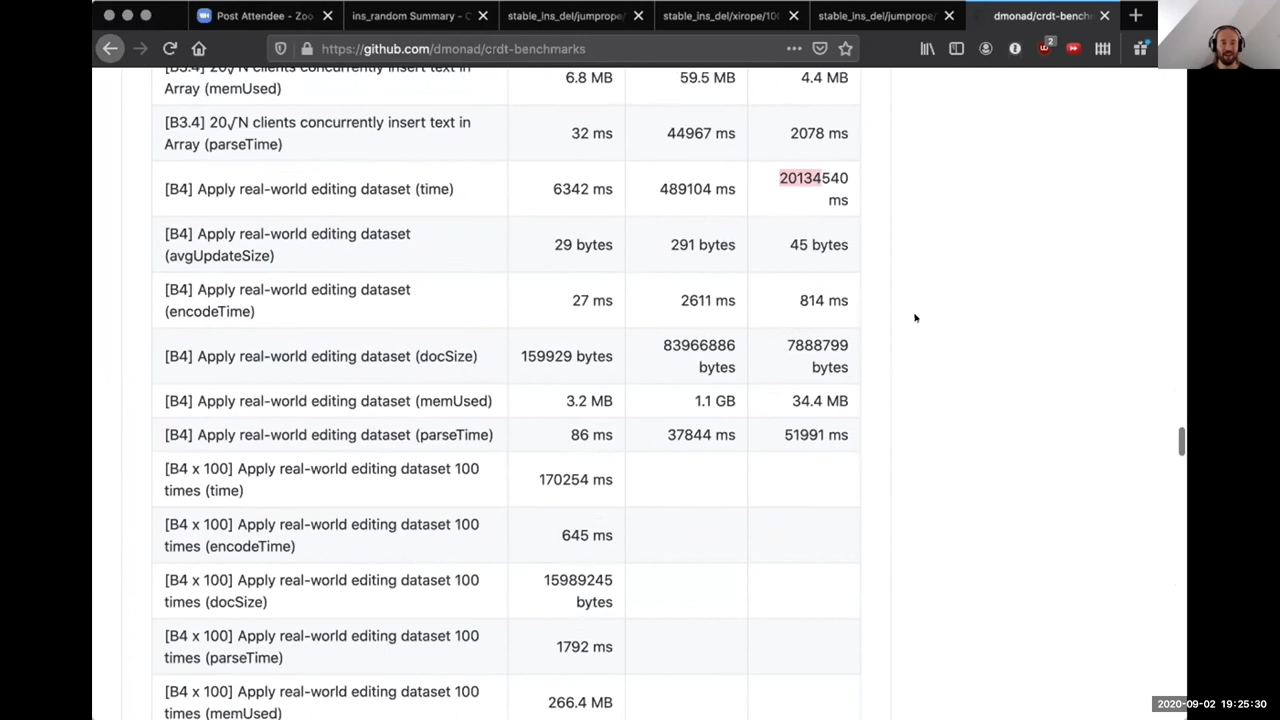 Post Attendee - Zoo
ins_random Summary - C
stable_ins_del/jumprope/
stable_ins_del/xirope/10
stable_ins_del/jumprope/
dmonad/crdt-bench
https://github.com/dmonad/crdt-benchmarks
2
[B3.4] 20√N clients concurrently insert text in
Array (memUsed)
6.8 MB
59.5 MB
4.4 MB
[B3.4] 20√N clients concurrently insert text in
Array (parseTime)
32 ms
44967 ms
2078 ms
[B4] Apply real-world editing dataset (time)
6342 ms
489104 ms
20134540
ms
[B4] Apply real-world editing dataset
(avgUpdateSize)
29 bytes
291 bytes
45 bytes
[B4] Apply real-world editing dataset
(encodeTime)
27 ms
2611 ms
814 ms
[B4] Apply real-world editing dataset (docSize)
159929 bytes
83966886
bytes
7888799
bytes
[B4] Apply real-world editing dataset (memUsed)
3.2 MB
1.1 GB
34.4 MB
[B4] Apply real-world editing dataset (parseTime)
86 ms
37844 ms
51991 ms
[B4 x 100] Apply real-world editing dataset 100
times (time)
170254 ms
[B4 x 100] Apply real-world editing dataset 100
times (encodeTime)
645 ms
[B4 x 100] Apply real-world editing dataset 100
times (docSize)
15989245
bytes
[B4 x 100] Apply real-world editing dataset 100
times (parseTime)
1792 ms
[B4 x 100] Apply real-world editing dataset 100
times (memUsed)
266.4 MB
2020-09-02 19:25:30